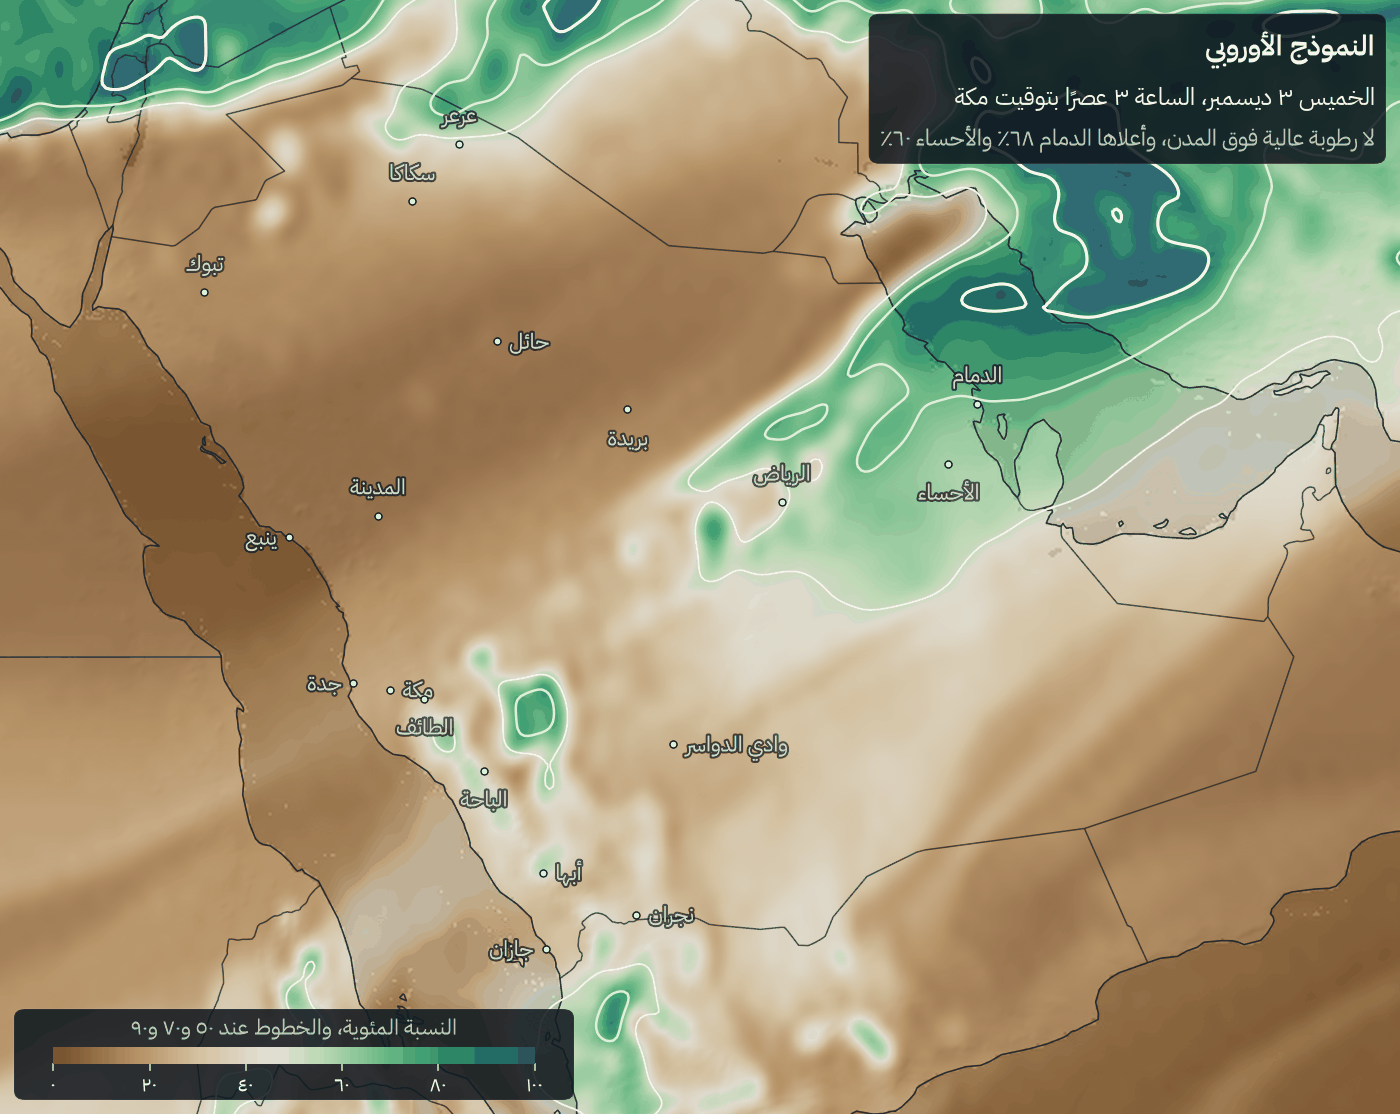 النموذج الأوروبي
الخميس ٣ ديسمبر، الساعة ٣ عصرًا بتوقيت مكة
لا رطوبة عالية فوق المدن، وأعلاها الدمام ٦٨٪ والأحساء ٦٠٪
عرعر
سكاكا
تبوك
حائل
الدمام
بريدة
الرياض
المدينة
الأحساء
ينبع
جدة
مكة
الطائف
وادي الدواسر
الباحة
أبها
نجران
جازان
النسبة المئوية، والخطوط عند ٥٠ و٧٠ و٩٠
٠ ٢٠ ٤٠ ٦٠ ٨٠ ١٠٠